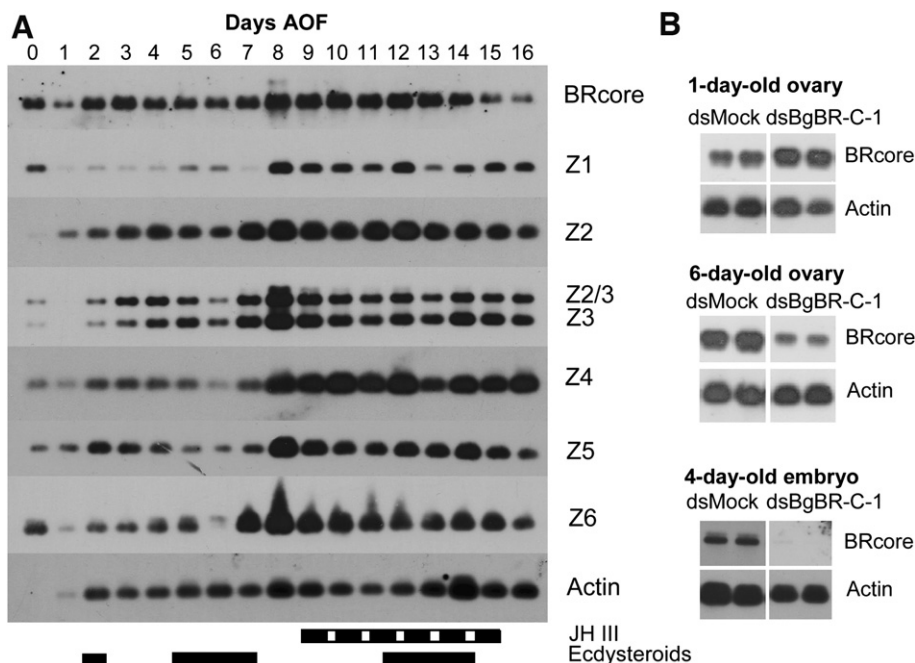 A
Days AOF
0 1 2 3 4 5 6 7 8 9 10 11 12 13 14 15 16
BRcore
Z1
Z2
Z2/3
Z3
Z4
Z5
Z6
Actin
JH III
Ecdysteroids
B
1-day-old ovary
dsMock dsBgBR-C-1
BRcore
Actin
6-day-old ovary
dsMock dsBgBR-C-1
BRcore
Actin
4-day-old embryo
dsMock dsBgBR-C-1
BRcore
Actin